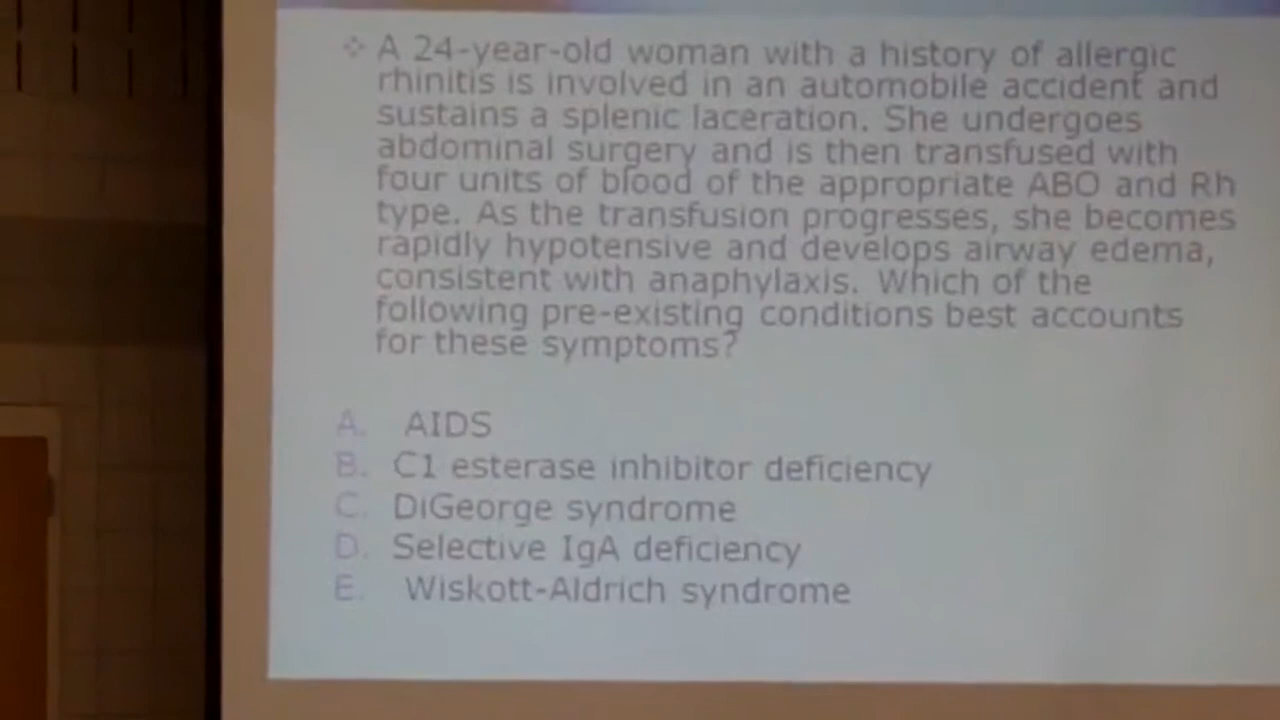 ❖ A 24-year-old woman with a history of allergic
rhinitis is involved in an automobile accident and
sustains a splenic laceration. She undergoes
abdominal surgery and is then transfused with
four units of blood of the appropriate ABO and Rh
type. As the transfusion progresses, she becomes
rapidly hypotensive and develops airway edema,
consistent with anaphylaxis. Which of the
following pre-existing conditions best accounts
for these symptoms?
A. AIDS
B. C1 esterase inhibitor deficiency
C. DiGeorge syndrome
D. Selective IgA deficiency
E. Wiskott-Aldrich syndrome